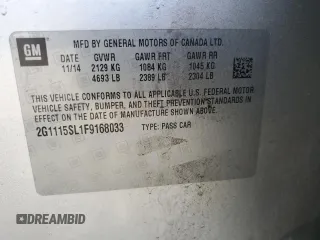 GM
MFD BY GENERAL MOTORS OF CANADA LTD.
11/14 GVWR GAWR FRT GAWR RR
2129 KG 1084 KG 1045 KG
4693 LB 2389 LB 2304 LB
THIS VEHICLE CONFORMS TO ALL APPLICABLE U.S. FEDERAL MOTOR
VEHICLE SAFETY, BUMPER, AND THEFT PREVENTION STANDARDS IN
EFFECT ON THE DATE OF MANUFACTURE SHOWN ABOVE.
2G1115SL1F9168033 TYPE: PASS CAR
DREAMBID